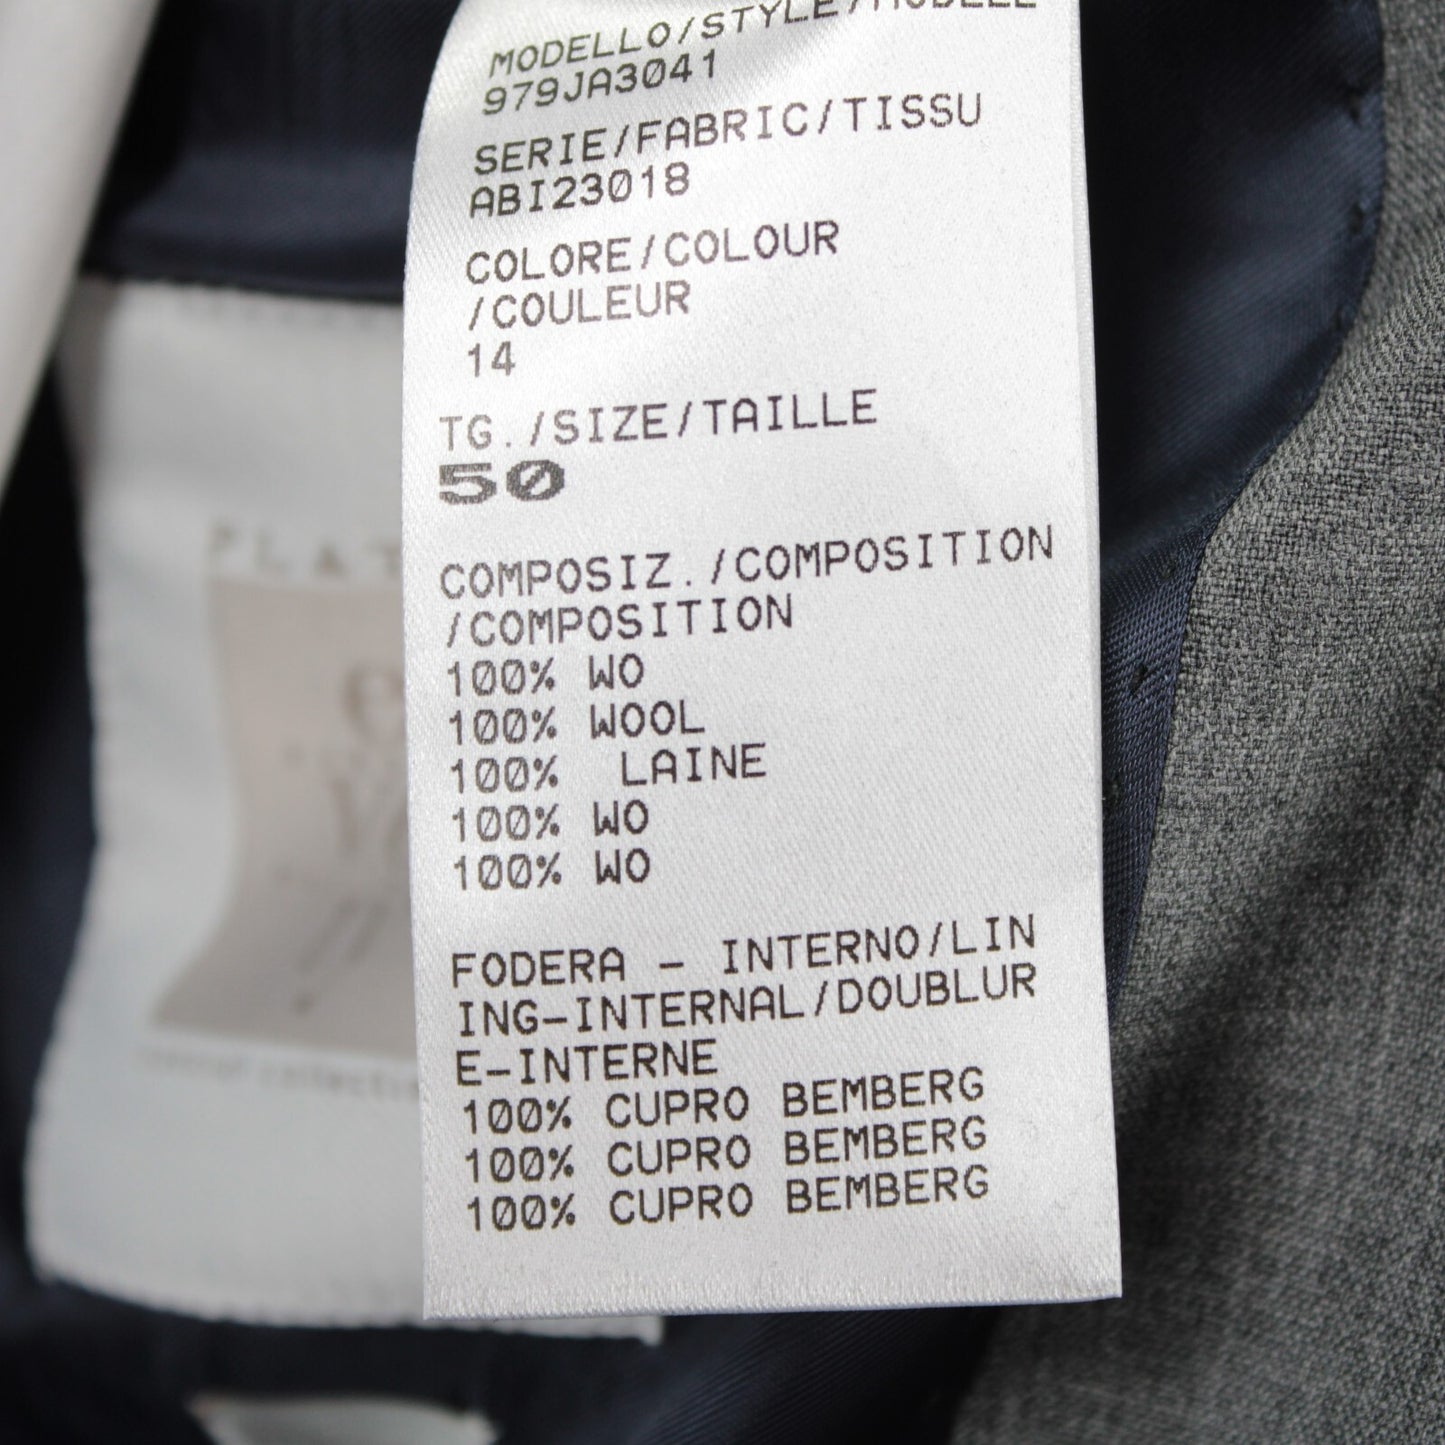 MODELLO/STYLE/MODELE
979JA3041
SERIE/FABRIC/TISSU
ABI23018
COLORE/COLOUR
/COULEUR
14
TG./SIZE/TAILLE
50
COMPOSIZ./COMPOSITION
/COMPOSITION
100% WO
100% WOOL
100% LAINE
100% WO
100% WO
FODERA - INTERNO/LIN
ING-INTERNAL/DOUBLUR
E-INTERNE
100% CUPRO BEMBERG
100% CUPRO BEMBERG
100% CUPRO BEMBERG
PLAT